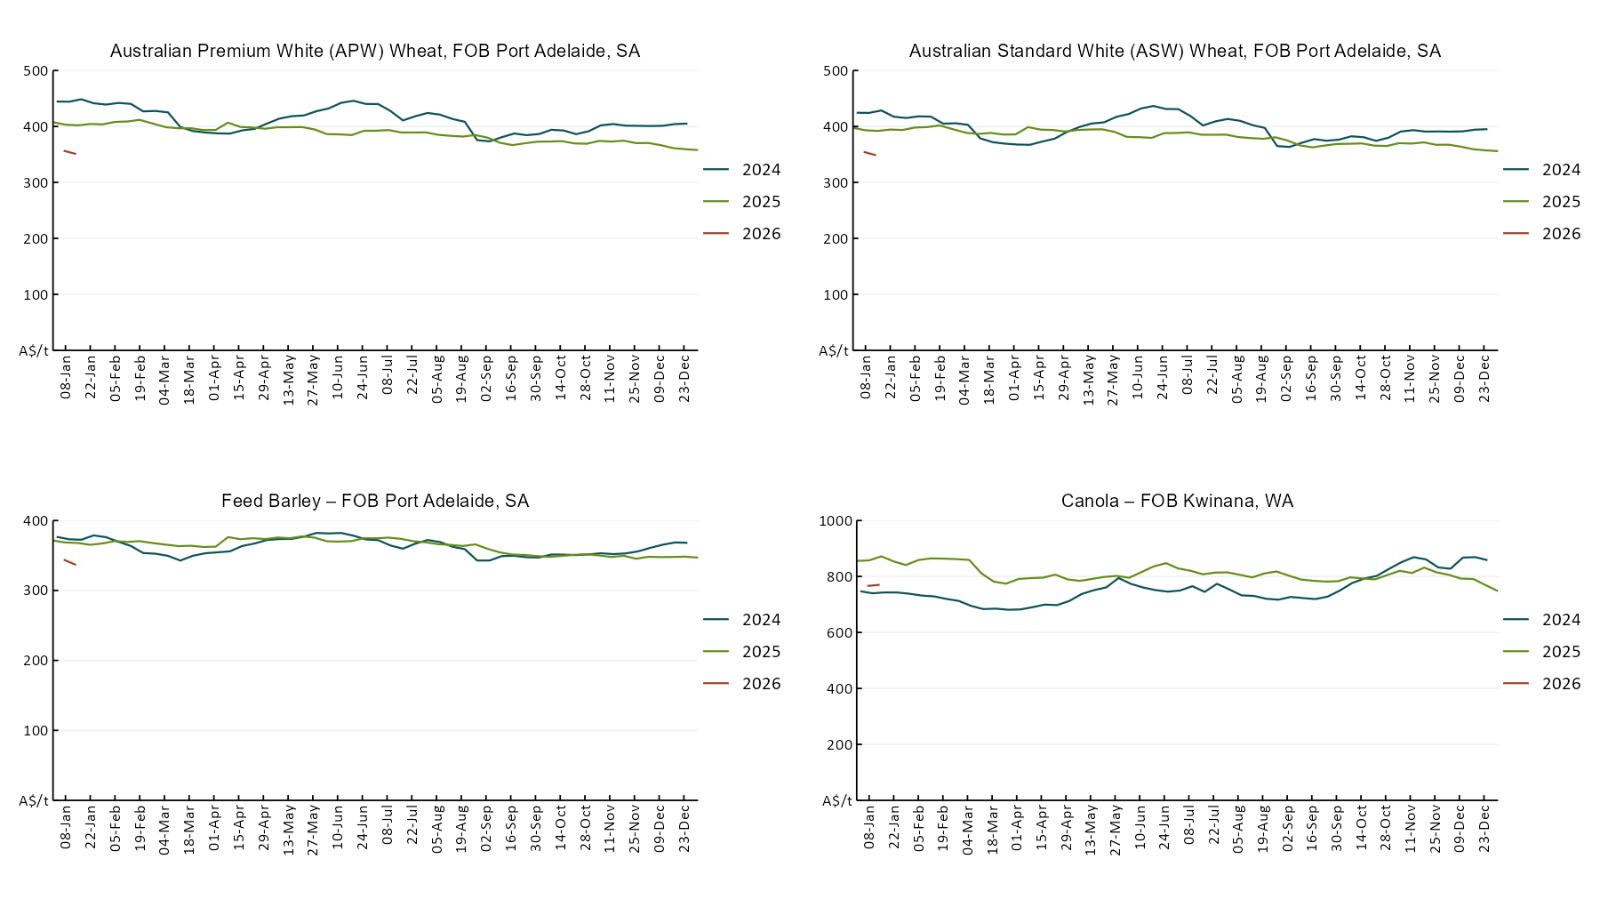 Australian Premium White (APW) Wheat, FOB Port Adelaide, SA
500
400
300
200
100
A$/t
08-Jan 22-Jan 05-Feb 19-Feb 04-Mar 18-Mar 01-Apr 15-Apr 29-Apr 13-May 27-May 10-Jun 24-Jun 08-Jul 22-Jul 05-Aug 19-Aug 02-Sep 16-Sep 30-Sep 14-Oct 28-Oct 11-Nov 25-Nov 09-Dec 23-Dec
2024
2025
2026
Australian Standard White (ASW) Wheat, FOB Port Adelaide, SA
500
400
300
200
100
A$/t
08-Jan 22-Jan 05-Feb 19-Feb 04-Mar 18-Mar 01-Apr 15-Apr 29-Apr 13-May 27-May 10-Jun 24-Jun 08-Jul 22-Jul 05-Aug 19-Aug 02-Sep 16-Sep 30-Sep 14-Oct 28-Oct 11-Nov 25-Nov 09-Dec 23-Dec
2024
2025
2026
Feed Barley – FOB Port Adelaide, SA
400
300
200
100
A$/t
08-Jan 22-Jan 05-Feb 19-Feb 04-Mar 18-Mar 01-Apr 15-Apr 29-Apr 13-May 27-May 10-Jun 24-Jun 08-Jul 22-Jul 05-Aug 19-Aug 02-Sep 16-Sep 30-Sep 14-Oct 28-Oct 11-Nov 25-Nov 09-Dec 23-Dec
2024
2025
2026
Canola – FOB Kwinana, WA
1000
800
600
400
200
A$/t
08-Jan 22-Jan 05-Feb 19-Feb 04-Mar 18-Mar 01-Apr 15-Apr 29-Apr 13-May 27-May 10-Jun 24-Jun 08-Jul 22-Jul 05-Aug 19-Aug 02-Sep 16-Sep 30-Sep 14-Oct 28-Oct 11-Nov 25-Nov 09-Dec 23-Dec
2024
2025
2026